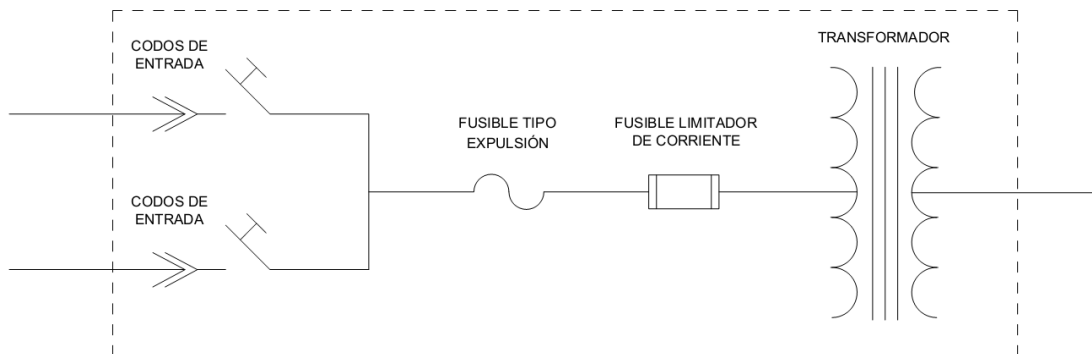 CODOS DE
ENTRADA
TRANSFORMADOR
FUSIBLE TIPO
EXPULSIÓN
FUSIBLE LIMITADOR
DE CORRIENTE
CODOS DE
ENTRADA